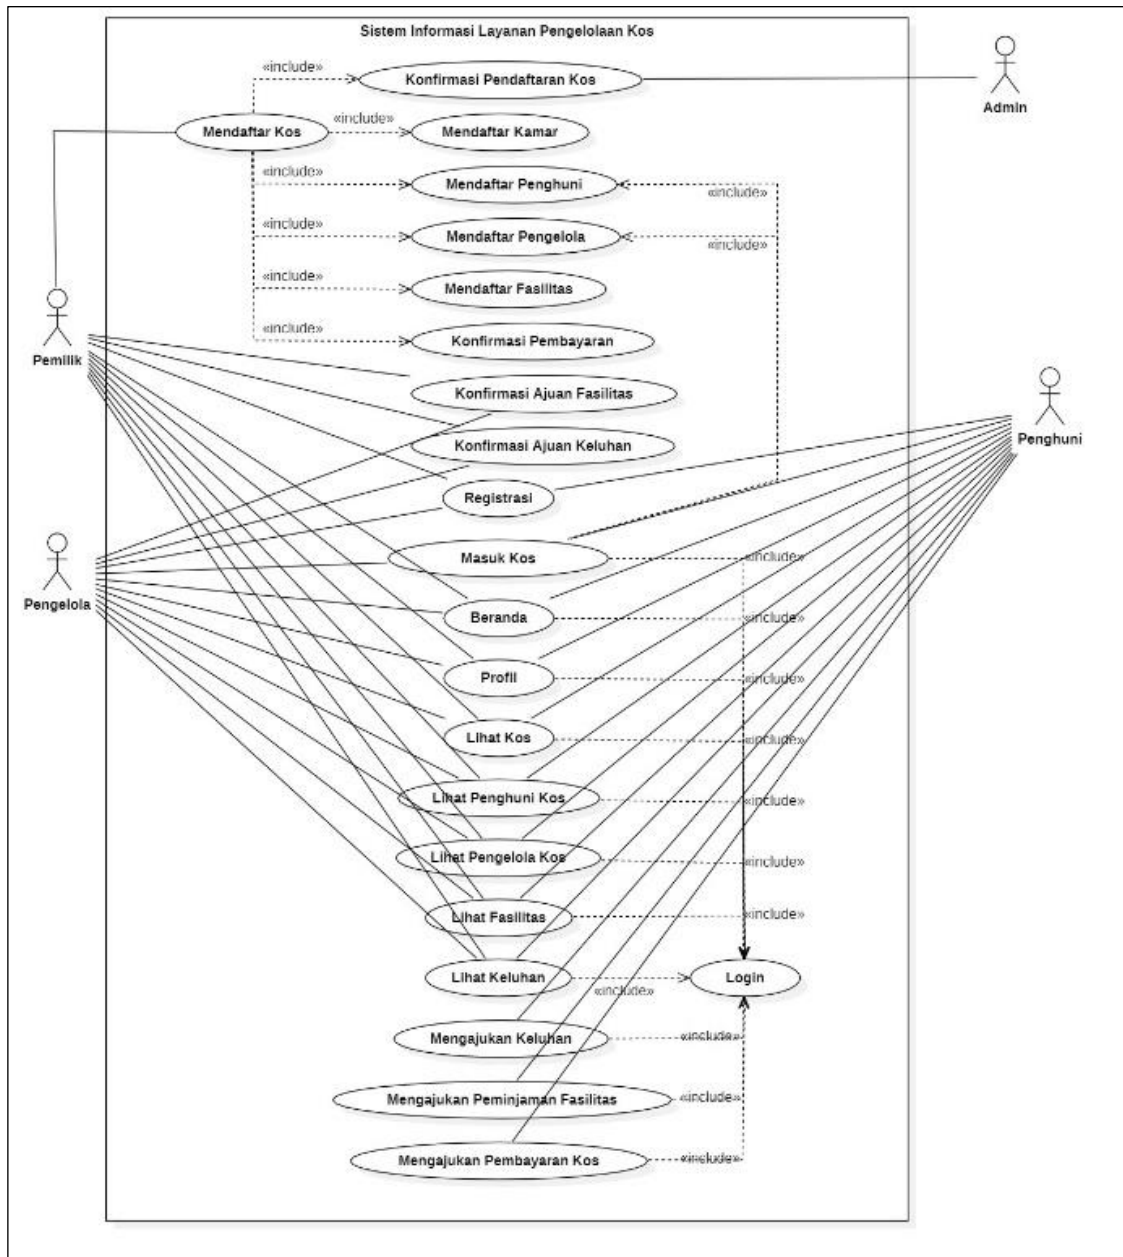 Sistem Informasi Layanan Pengelolaan Kos
«include»
Konfirmasi Pendaftaran Kos
Admin
Mendaftar Kos
«include»
Mendaftar Kamar
«include»
Mendaftar Penghuni
«include»
«include»
Mendaftar Pengelola
«include»
«include»
Mendaftar Fasilitas
«include»
Konfirmasi Pembayaran
Pemilik
Konfirmasi Ajuan Fasilitas
Konfirmasi Ajuan Keluhan
Penghuni
Registrasi
Masuk Kos
«include»
Pengelola
Beranda
«include»
Profil
«include»
Lihat Kos
«include»
Lihat Penghuni Kos
«include»
Lihat Pengelola Kos
«include»
Lihat Fasilitas
«include»
Lihat Keluhan
«include»
Login
Mengajukan Keluhan
«include»
Mengajukan Peminjaman Fasilitas
«include»
Mengajukan Pembayaran Kos
«include»